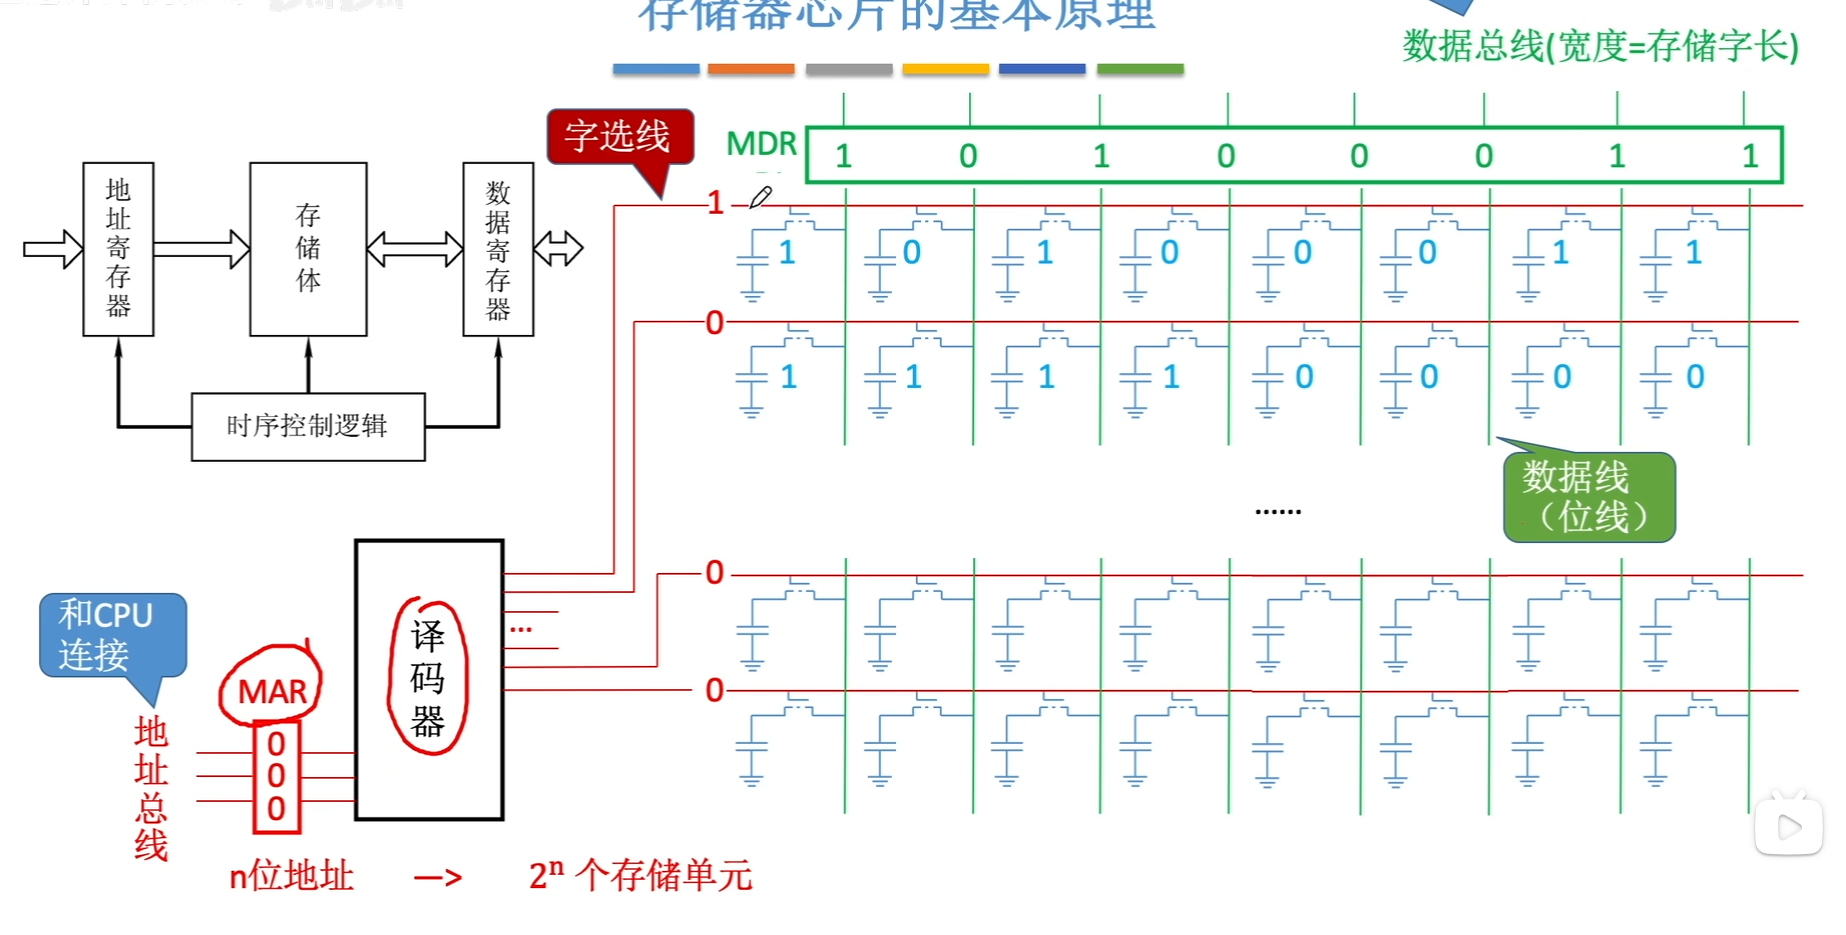 存储器芯片的基本原理
数据总线(宽度=存储字长)
字选线
MDR
1 0 1 0 0 0 1 1
地址寄存器
存储体
数据寄存器
时序控制逻辑
1
1 0 1 0 0 0 1 1
0
1 1 1 1 0 0 0 0
数据线
（位线）
......
0
0
和CPU
连接
译码器
...
MAR
地址总线
0
0
0
n位地址 —> 2ⁿ 个存储单元